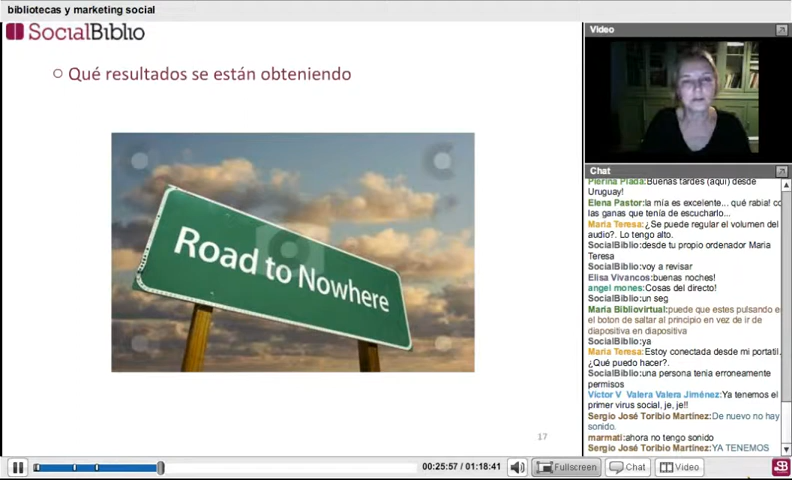 bibliotecas y marketing social
SocialBiblio
Qué resultados se están obteniendo
Road to Nowhere
17
Video
Chat
Pierina Plada:Buenas tardes (aquí) desde
Uruguay!
Elena Pastor:la mía es excelente... qué rabia! co
las ganas que tenía de escucharlo...
Maria Teresa:¿Se puede regular el volumen del
audio?. Lo tengo alto.
SocialBiblio:desde tu propio ordenador Maria
Teresa
SocialBiblio:voy a revisar
Elisa Vivancos:buenas noches!
angel mones:Cosas del directo!
SocialBiblio:un seg
Maria Bibliovirtual:puede que estes pulsando e
el boton de saltar al principio en vez de ir de
diapositiva en diapositiva
SocialBiblio:ya
Maria Teresa:Estoy conectada desde mi portatil.
¿Qué puedo hacer?.
SocialBiblio:una persona tenia erroneamente
permisos
Victor V Valera Valera Jiménez:Ya tenemos el
primer virus social, je, je!!
Sergio José Toribio Martínez:De nuevo no hay
sonido.
marmati:ahora no tengo sonido
Sergio José Toribio Martínez:YA TENEMOS
00:25:57 / 01:18:41
Fullscreen
Chat
Video
SB